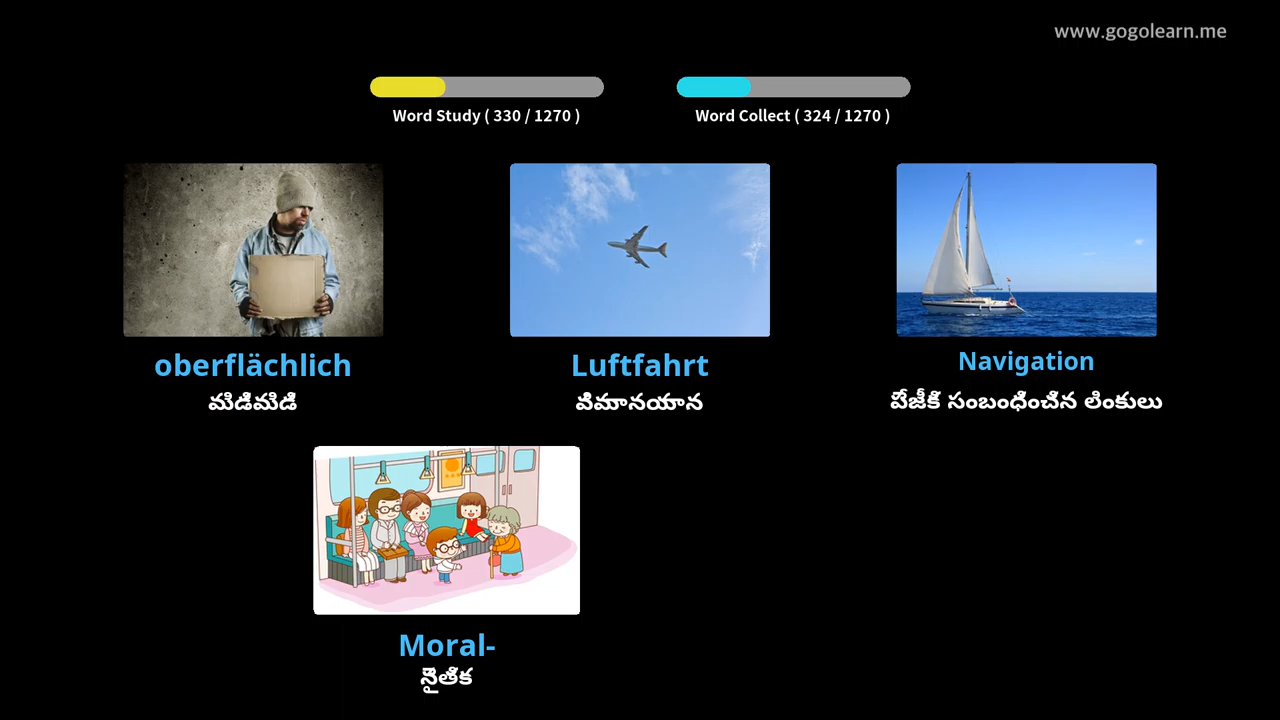 www.gogolearn.me
Word Study ( 330 / 1270 )
Word Collect ( 324 / 1270 )
oberflächlich
Luftfahrt
Navigation
మిడిమిడి
విమానయాన
పేజీకి సంబంధించిన లింకులు
Moral-
నైతిక